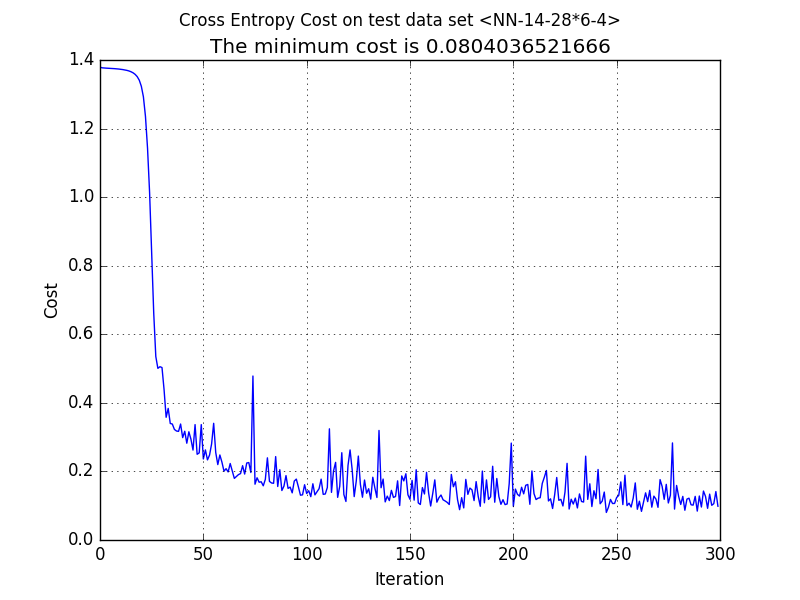 Cross Entropy Cost on test data set <NN-14-28*6-4>
The minimum cost is 0.0804036521666
1.4
1.2
1.0
0.8
0.6
0.4
0.2
0.0
Cost
0 50 100 150 200 250 300
Iteration